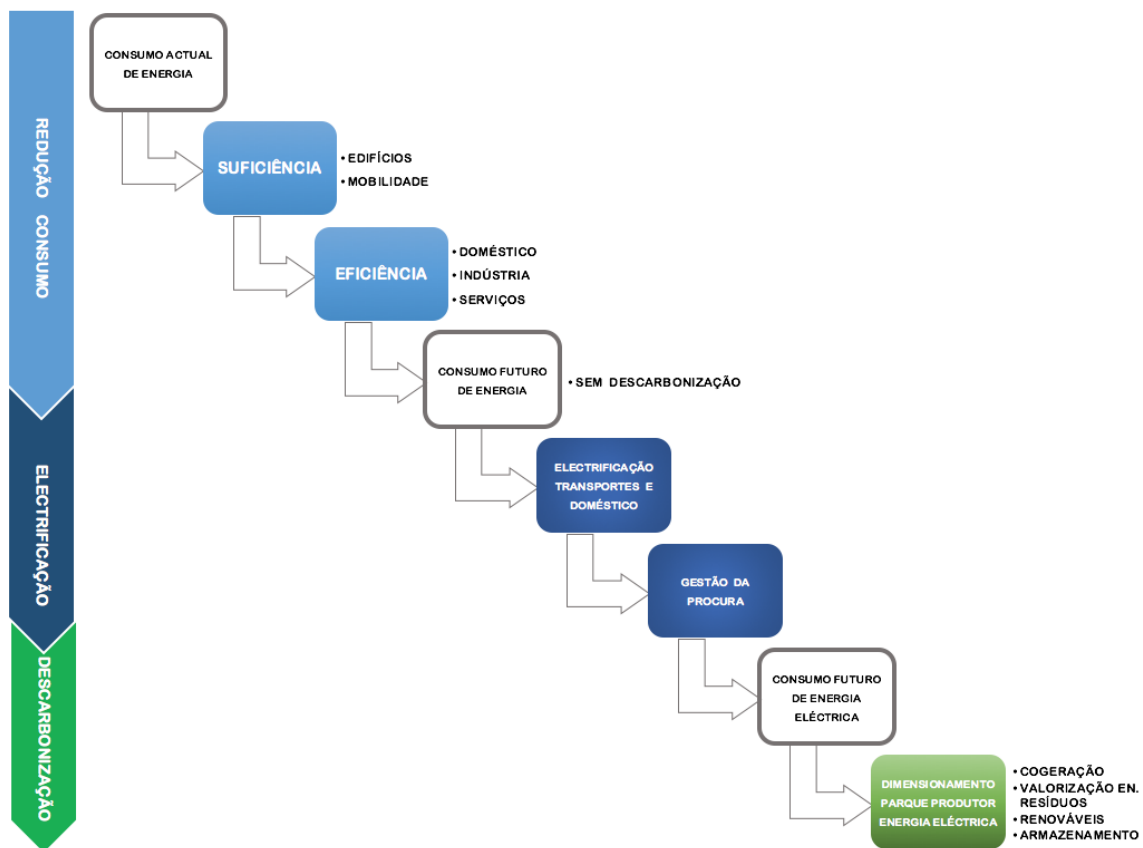 REDUÇÃO CONSUMO
CONSUMO ACTUAL
DE ENERGIA
SUFICIÊNCIA
• EDIFÍCIOS
• MOBILIDADE
EFICIÊNCIA
• DOMÉSTICO
• INDÚSTRIA
• SERVIÇOS
CONSUMO FUTURO
DE ENERGIA
• SEM DESCARBONIZAÇÃO
ELECTRIFICAÇÃO
ELECTRIFICAÇÃO
TRANSPORTES E
DOMÉSTICO
GESTÃO DA
PROCURA
DESCARBONIZAÇÃO
CONSUMO FUTURO
DE ENERGIA
ELÉCTRICA
DIMENSIONAMENTO
PARQUE PRODUTOR
ENERGIA ELÉCTRICA
• COGERAÇÃO
• VALORIZAÇÃO EN.
RESÍDUOS
• RENOVÁVEIS
• ARMAZENAMENTO